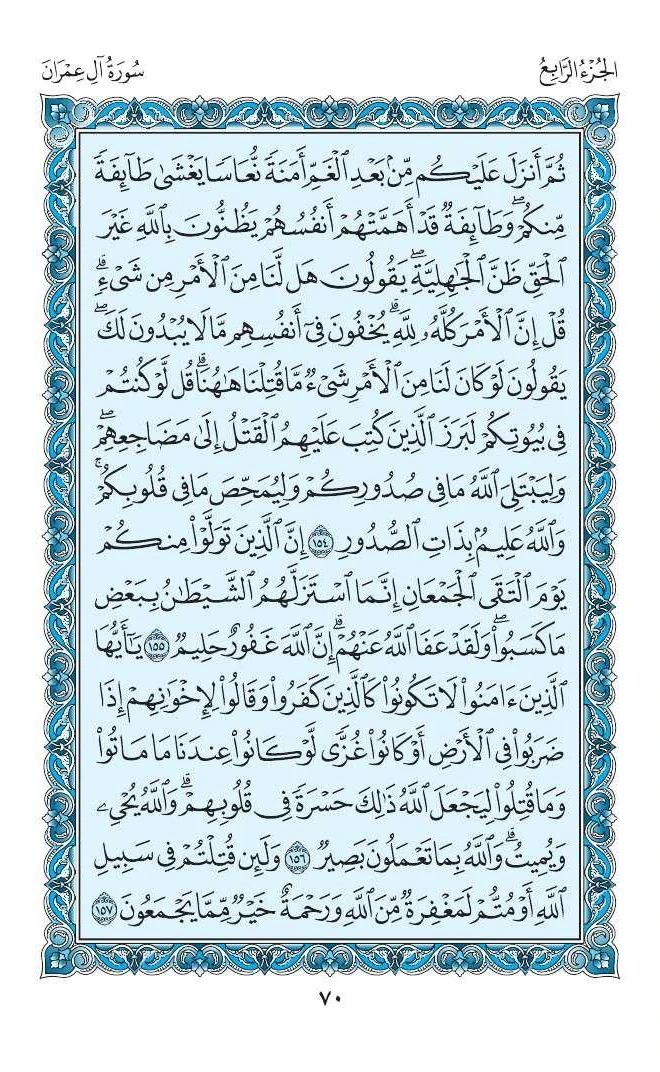 الجُزْءُ الرَّابِعُ
سُورَةُ آلِ عِمْرَانَ
ثُمَّ أَنزَلَ عَلَيْكُم مِّنۢ بَعْدِ ٱلْغَمِّ أَمَنَةً نُّعَاسًا يَغْشَىٰ طَآئِفَةً
مِّنكُمْۖ وَطَآئِفَةٌ قَدْ أَهَمَّتْهُمْ أَنفُسُهُمْ يَظُنُّونَ بِٱللَّهِ غَيْرَ
ٱلْحَقِّ ظَنَّ ٱلْجَٰهِلِيَّةِۖ يَقُولُونَ هَل لَّنَا مِنَ ٱلْأَمْرِ مِن شَىْءٍۗ
قُلْ إِنَّ ٱلْأَمْرَ كُلَّهُۥ لِلَّهِۗ يُخْفُونَ فِىٓ أَنفُسِهِم مَّا لَا يُبْدُونَ لَكَۖ
يَقُولُونَ لَوْ كَانَ لَنَا مِنَ ٱلْأَمْرِ شَىْءٌ مَّا قُتِلْنَا هَٰهُنَاۗ قُل لَّوْ كُنتُمْ
فِى بُيُوتِكُمْ لَبَرَزَ ٱلَّذِينَ كُتِبَ عَلَيْهِمُ ٱلْقَتْلُ إِلَىٰ مَضَاجِعِهِمْۖ
وَلِيَبْتَلِىَ ٱللَّهُ مَا فِى صُدُورِكُمْ وَلِيُمَحِّصَ مَا فِى قُلُوبِكُمْۚ
وَٱللَّهُ عَلِيمٌۢ بِذَاتِ ٱلصُّدُورِ ١٥٤ إِنَّ ٱلَّذِينَ تَوَلَّوْا۟ مِنكُمْ
يَوْمَ ٱلْتَقَى ٱلْجَمْعَانِ إِنَّمَا ٱسْتَزَلَّهُمُ ٱلشَّيْطَٰنُ بِبَعْضِ
مَا كَسَبُوا۟ۖ وَلَقَدْ عَفَا ٱللَّهُ عَنْهُمْۗ إِنَّ ٱللَّهَ غَفُورٌ حَلِيمٌ ١٥٥ يَٰٓأَيُّهَا
ٱلَّذِينَ ءَامَنُوا۟ لَا تَكُونُوا۟ كَٱلَّذِينَ كَفَرُوا۟ وَقَالُوا۟ لِإِخْوَٰنِهِمْ إِذَا
ضَرَبُوا۟ فِى ٱلْأَرْضِ أَوْ كَانُوا۟ غُزًّى لَّوْ كَانُوا۟ عِندَنَا مَا مَاتُوا۟
وَمَا قُتِلُوا۟ لِيَجْعَلَ ٱللَّهُ ذَٰلِكَ حَسْرَةً فِى قُلُوبِهِمْۗ وَٱللَّهُ يُحْىِۦ
وَيُمِيتُۗ وَٱللَّهُ بِمَا تَعْمَلُونَ بَصِيرٌ ١٥٦ وَلَئِن قُتِلْتُمْ فِى سَبِيلِ
ٱللَّهِ أَوْ مُتُّمْ لَمَغْفِرَةٌ مِّنَ ٱللَّهِ وَرَحْمَةٌ خَيْرٌ مِّمَّا يَجْمَعُونَ ١٥٧
٧٠